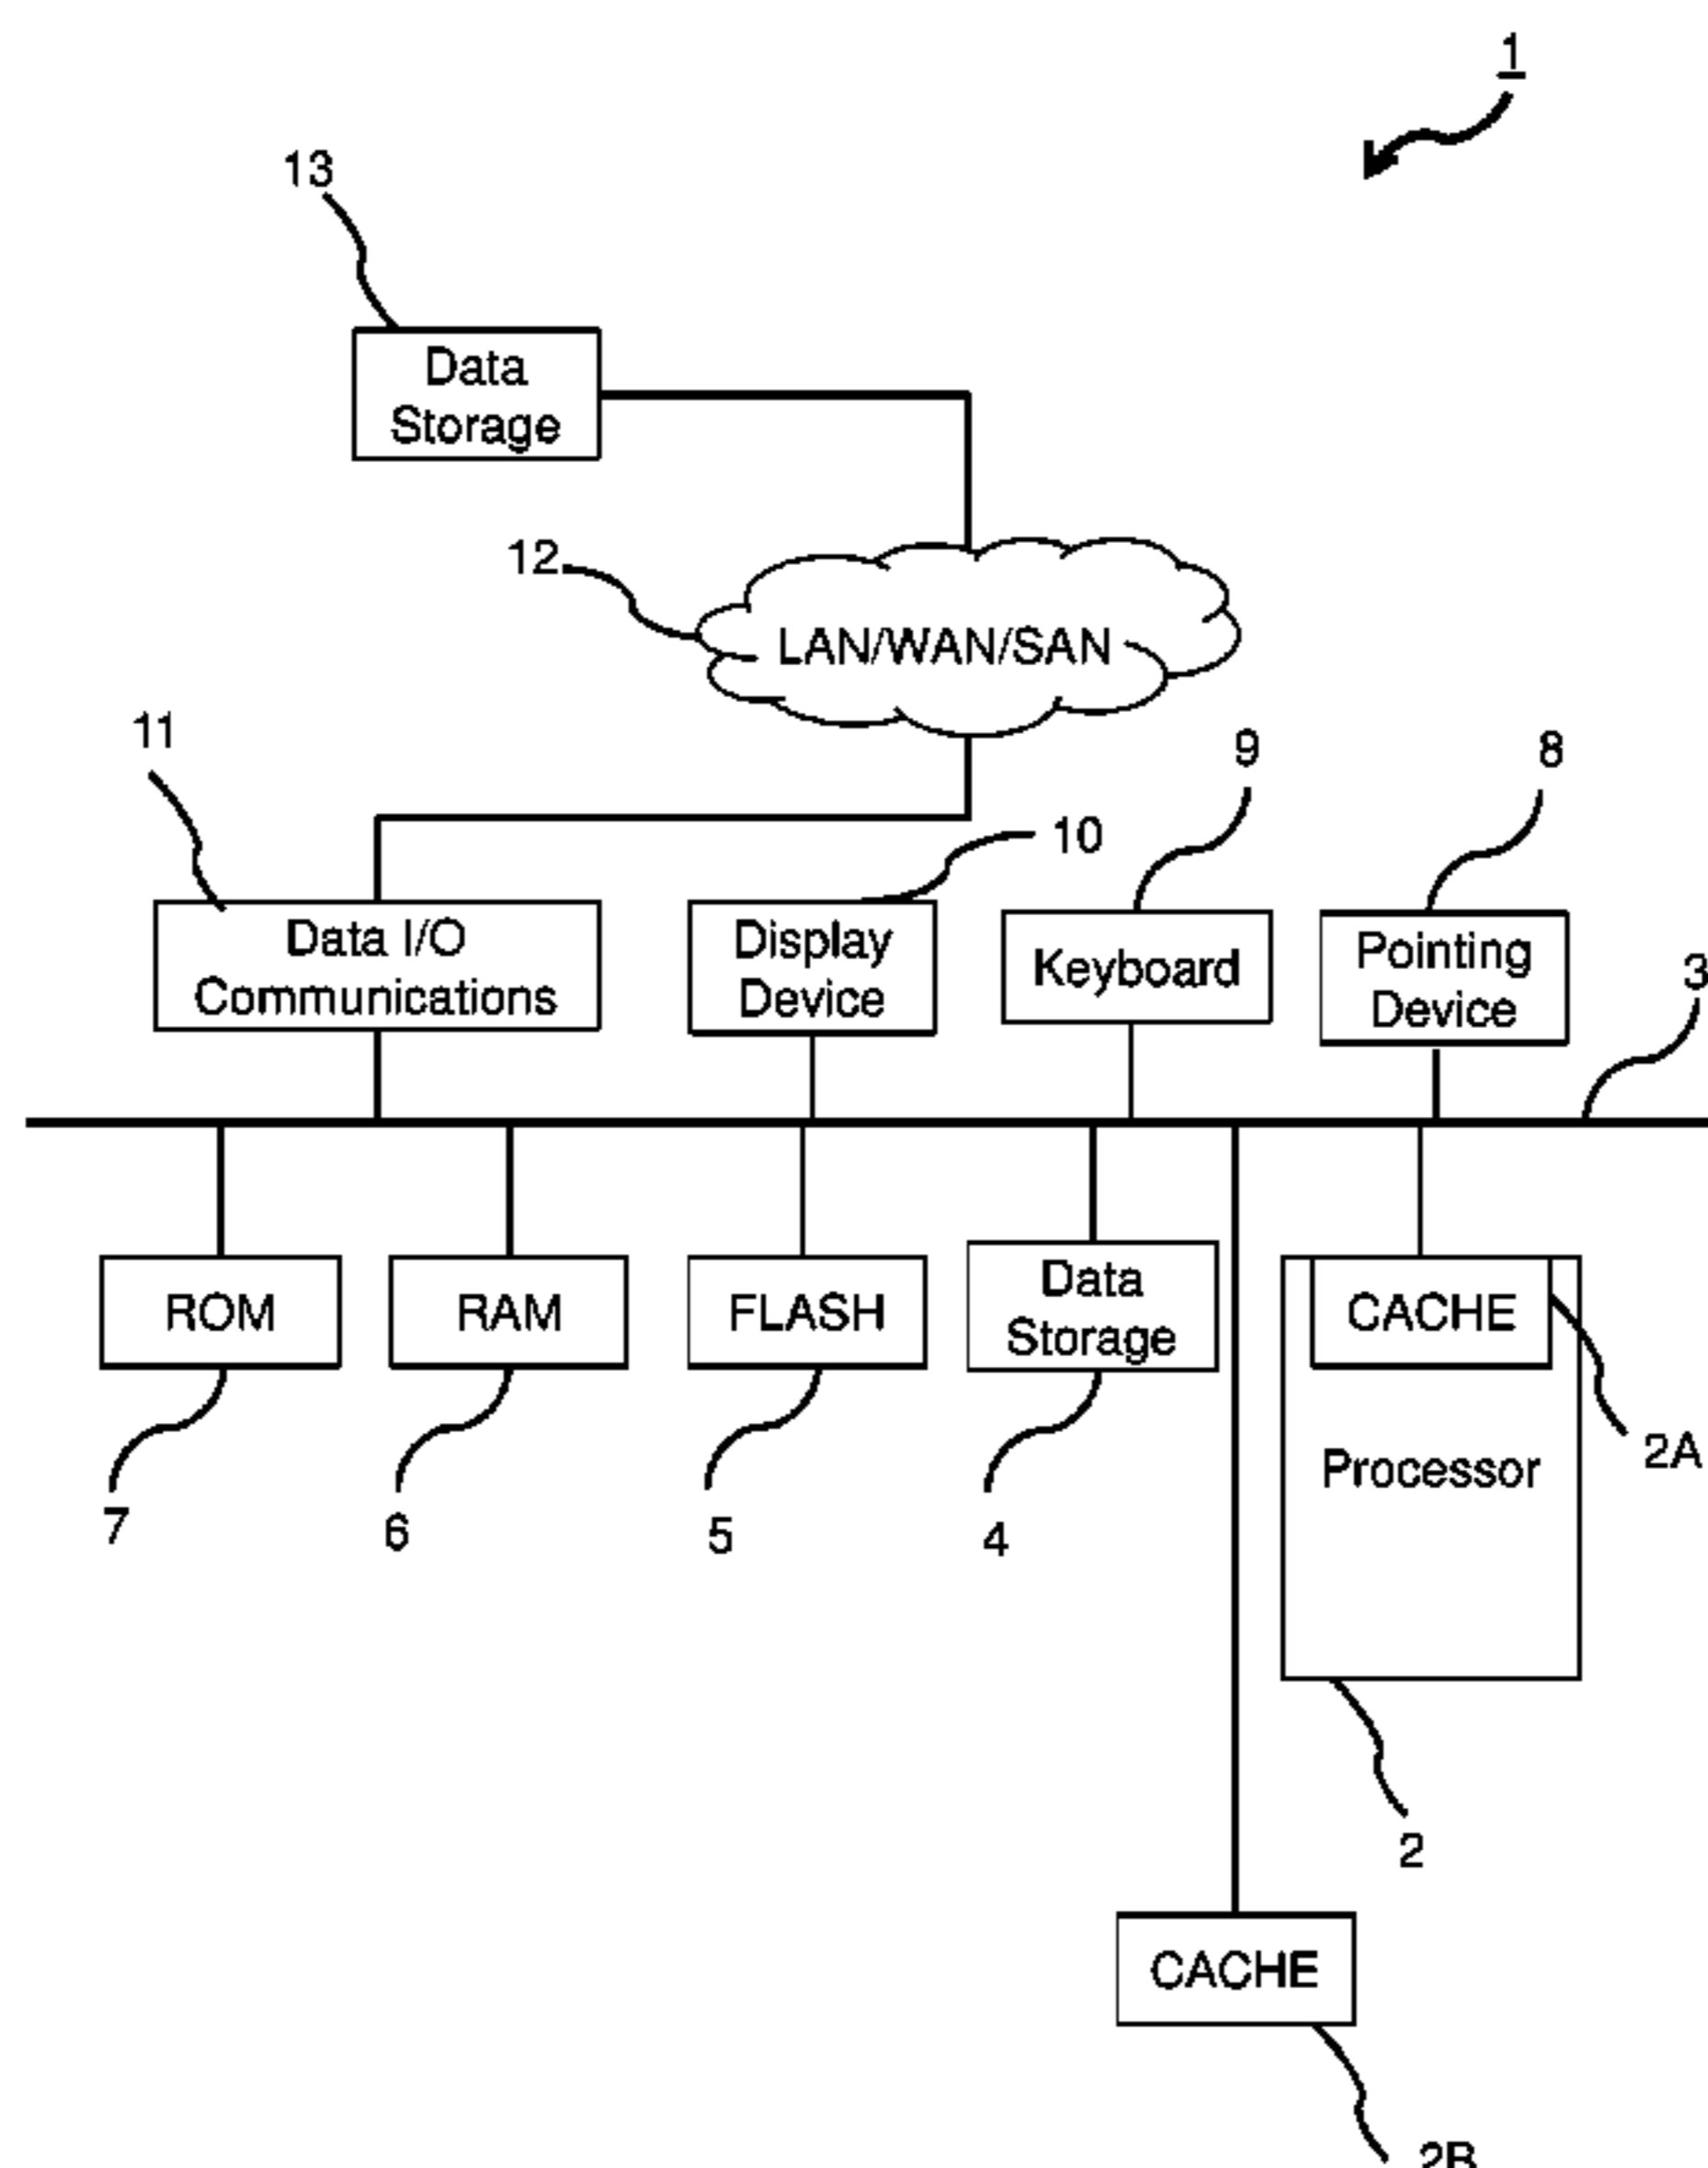 1
13
Data
Storage
12
LAN/WAN/SAN
11
9
8
10
Data I/O
Communications
Display
Device
Keyboard
Pointing
Device
3
ROM
RAM
FLASH
Data
Storage
CACHE
2A
Processor
7
6
5
4
2
CACHE
2B